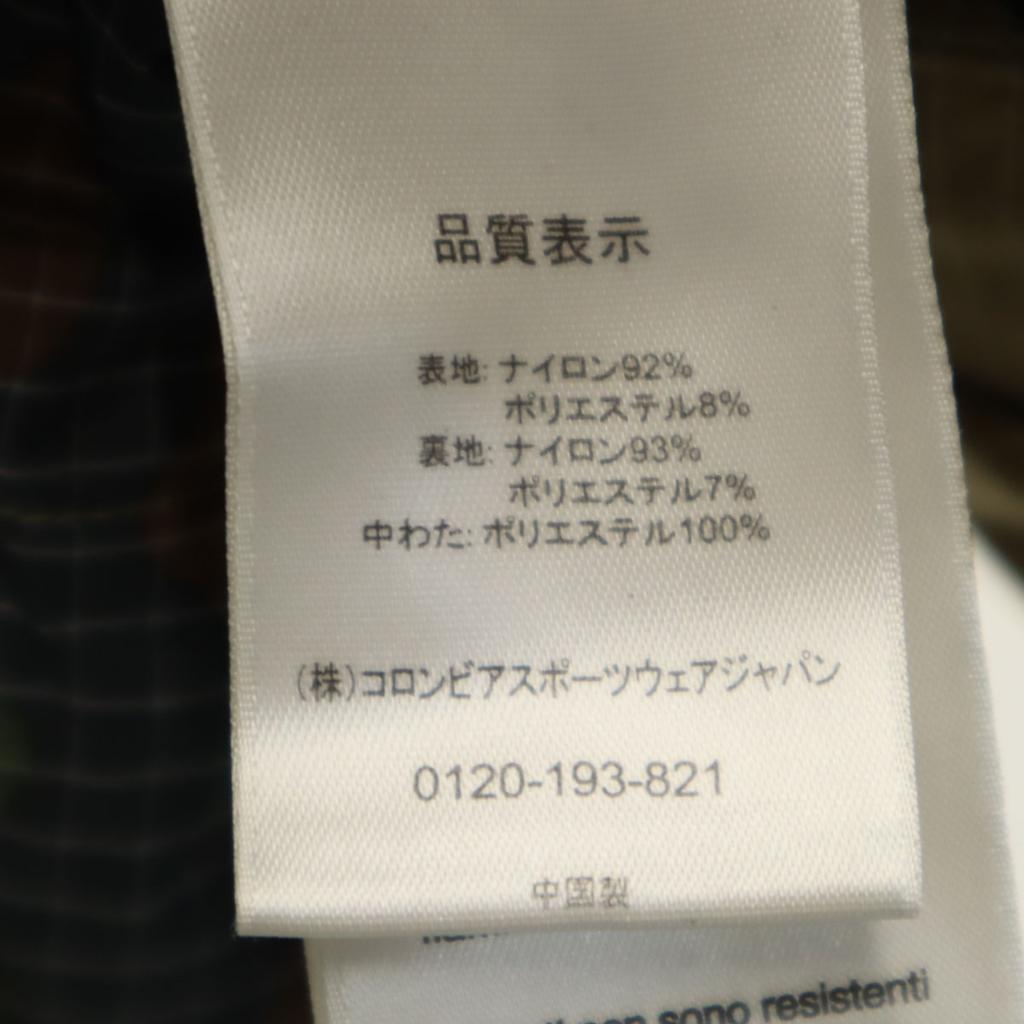 品質表示
表地: ナイロン92%
ポリエステル8%
裏地: ナイロン93%
ポリエステル7%
中わた: ポリエステル100%
(株)コロンビアスポーツウェアジャパン
0120-193-821
中国製
non sono resistenti